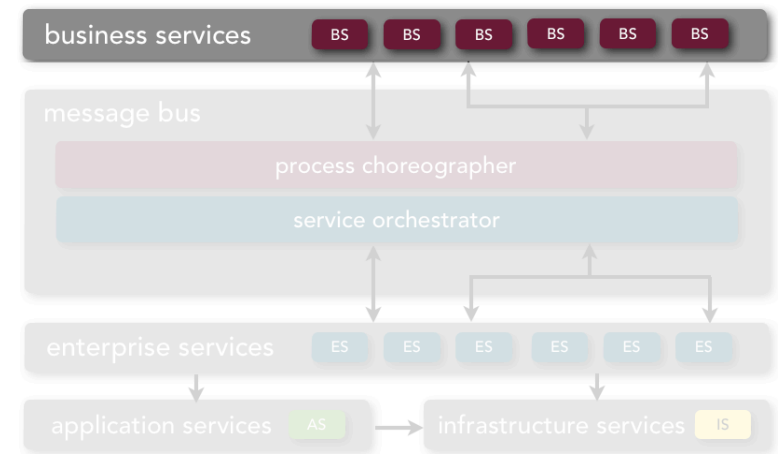 business services BS BS BS BS BS BS
message bus
process choreographer
service orchestrator
enterprise services ES ES ES ES ES ES
application services AS infrastructure services IS